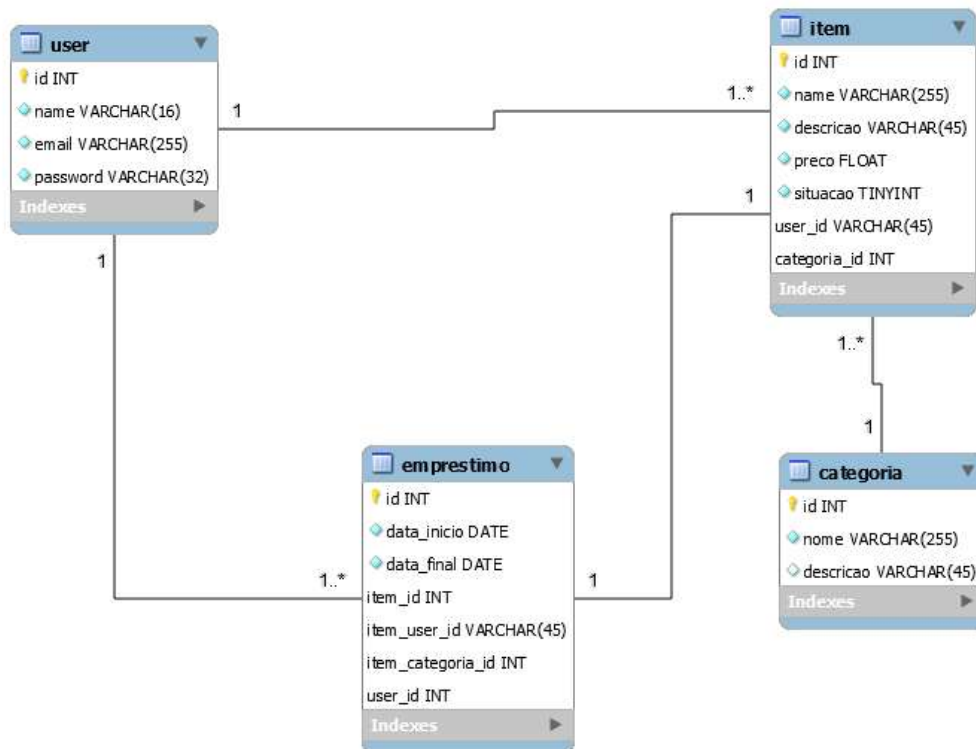 user
id INT
name VARCHAR(16)
email VARCHAR(255)
password VARCHAR(32)
Indexes
1
1..*
item
id INT
name VARCHAR(255)
descricao VARCHAR(45)
preco FLOAT
situacao TINYINT
user_id VARCHAR(45)
categoria_id INT
Indexes
1
1
1..*
1
emprestimo
id INT
data_inicio DATE
data_final DATE
item_id INT
item_user_id VARCHAR(45)
item_categoria_id INT
user_id INT
Indexes
1..*
1
categoria
id INT
nome VARCHAR(255)
descricao VARCHAR(45)
Indexes